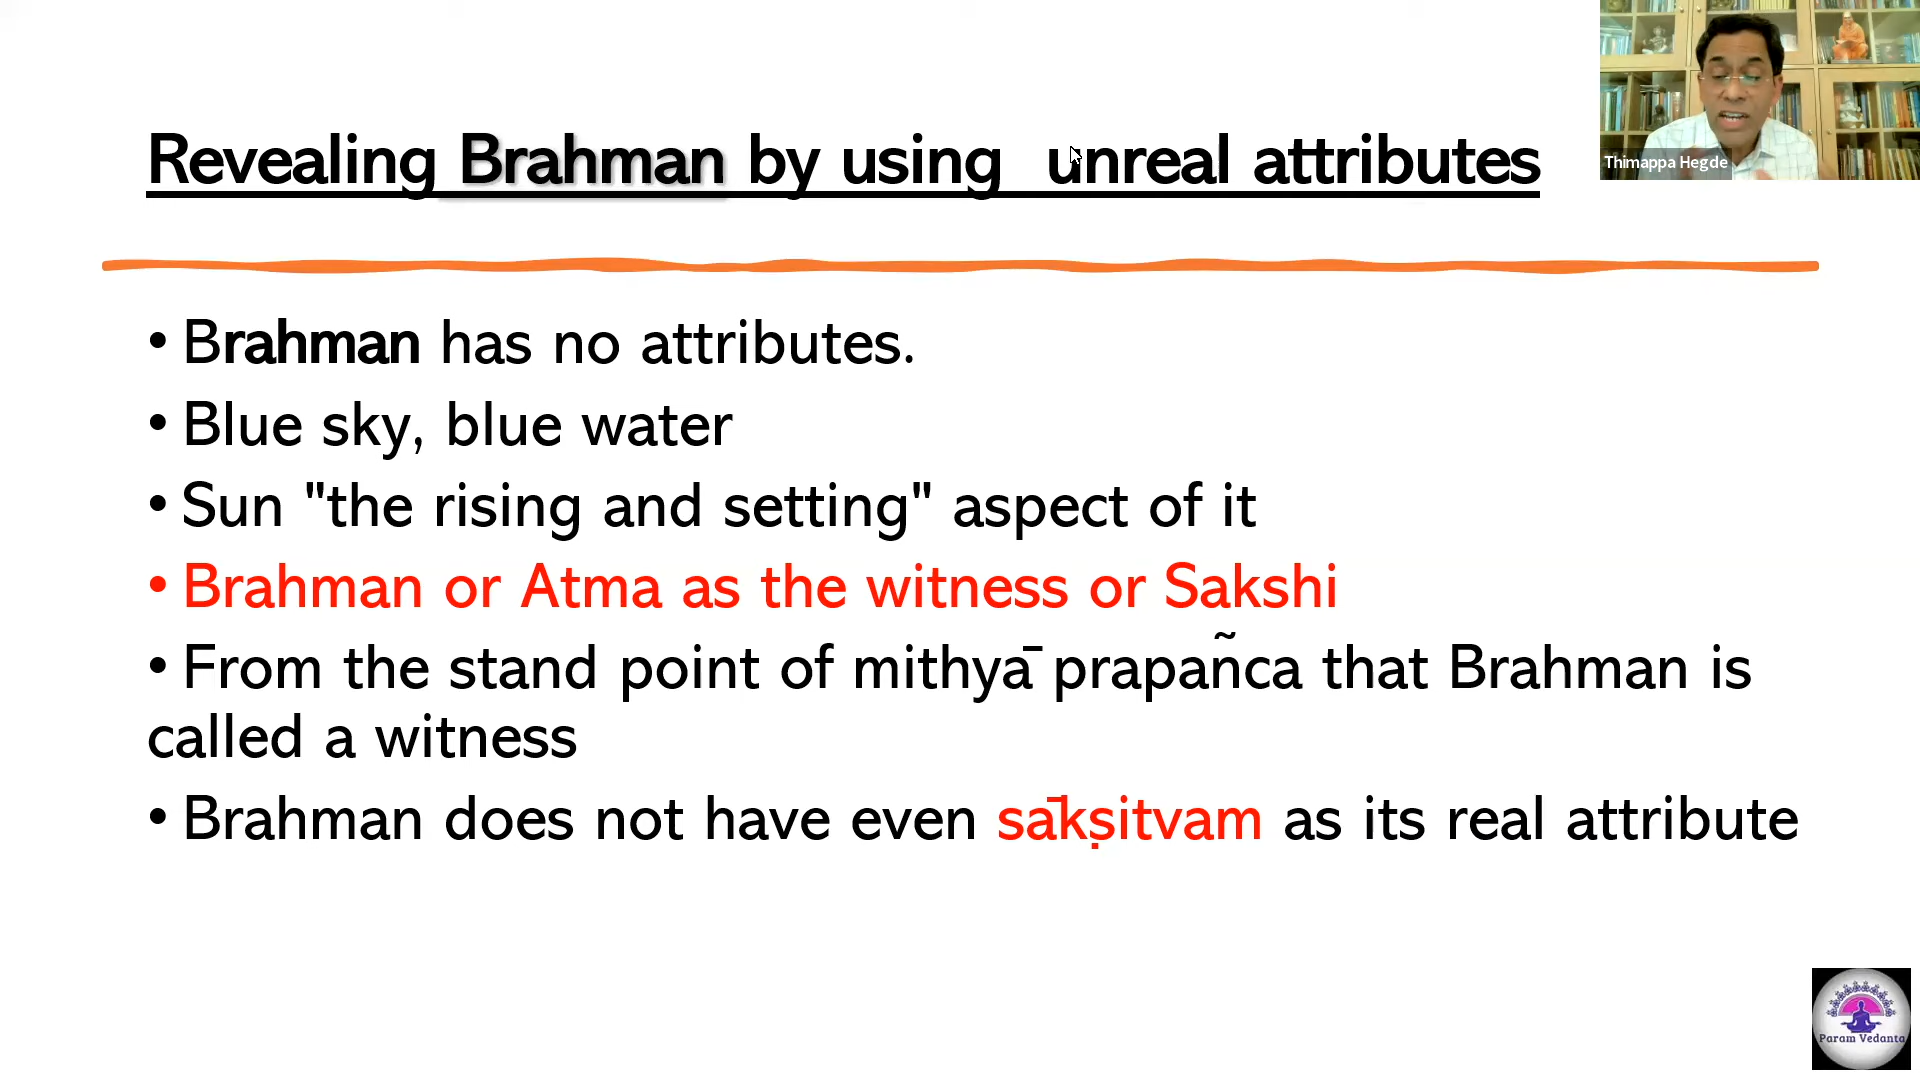 Revealing Brahman by using unreal attributes
Thimappa Hegde
• Brahman has no attributes.
• Blue sky, blue water
• Sun "the rising and setting" aspect of it
• Brahman or Atma as the witness or Sakshi
• From the stand point of mithyā prapañca that Brahman is
called a witness
• Brahman does not have even sākṣitvam as its real attribute
Param Vedanta